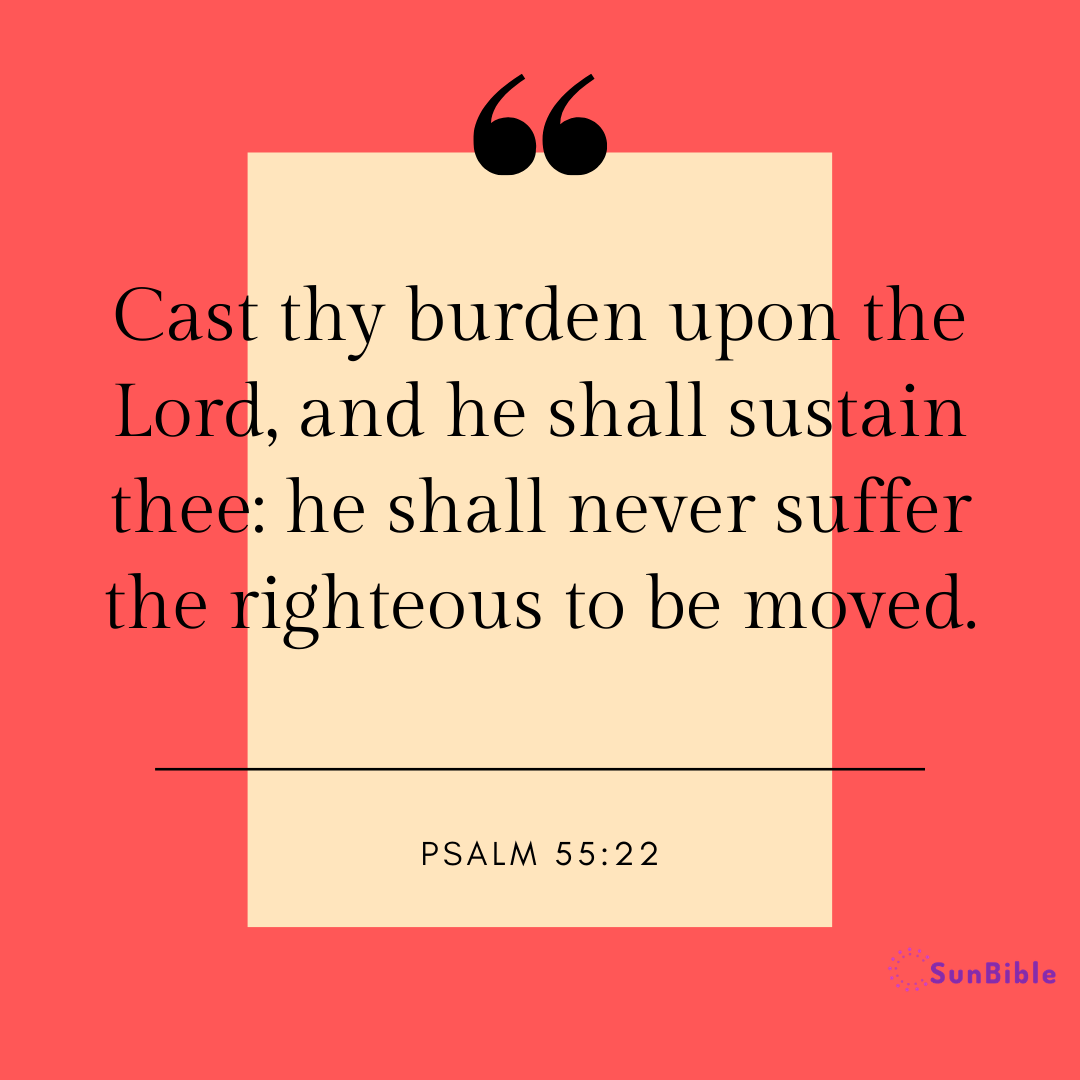 “
Cast thy burden upon the
Lord, and he shall sustain
thee: he shall never suffer
the righteous to be moved.
PSALM 55:22
SunBible